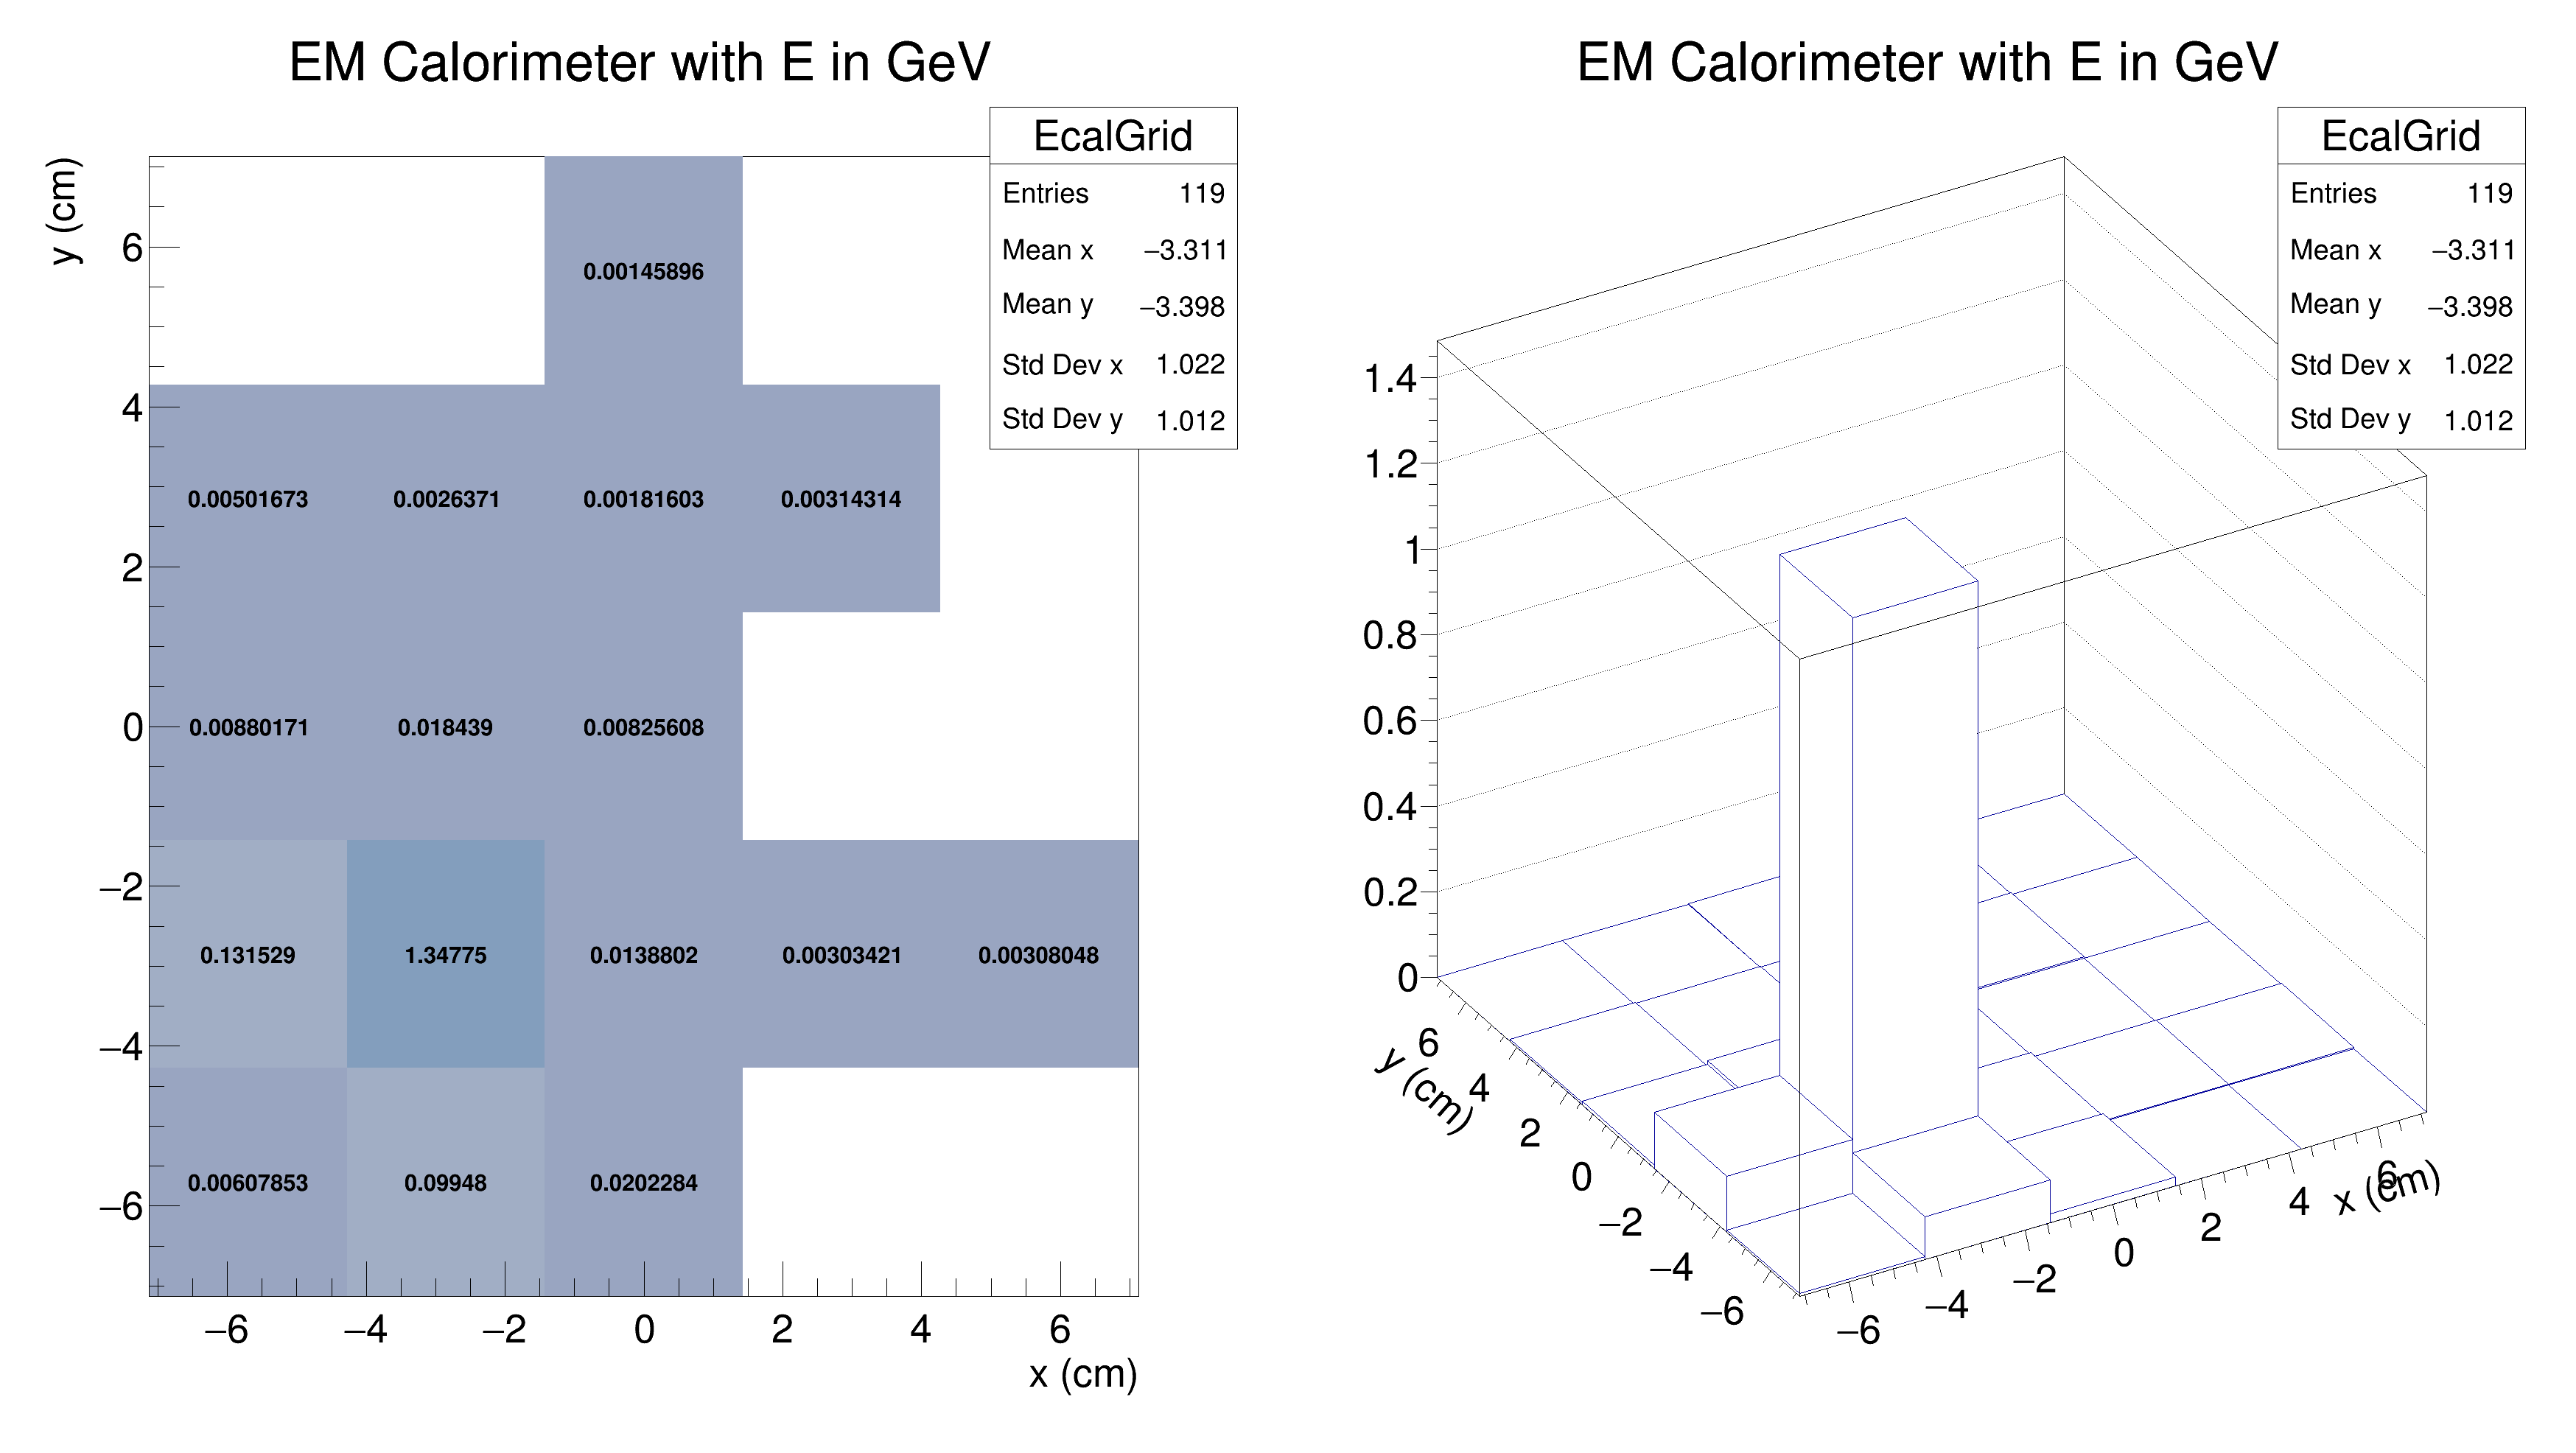 EM Calorimeter with E in GeV
EcalGrid
Entries 119
Mean x −3.311
Mean y −3.398
Std Dev x 1.022
Std Dev y 1.012
y (cm)
6
4
2
0
−2
−4
−6
0.00145896
0.00501673 0.0026371 0.00181603 0.00314314
0.00880171 0.018439 0.00825608
0.131529 1.34775 0.0138802 0.00303421 0.00308048
0.00607853 0.09948 0.0202284
−6 −4 −2 0 2 4 6
x (cm)
EM Calorimeter with E in GeV
EcalGrid
Entries 119
Mean x −3.311
Mean y −3.398
Std Dev x 1.022
Std Dev y 1.012
1.4
1.2
1
0.8
0.6
0.4
0.2
0
y (cm)
6
4
2
0
−2
−4
−6
−6
−4
−2
0
2
4
6
x (cm)